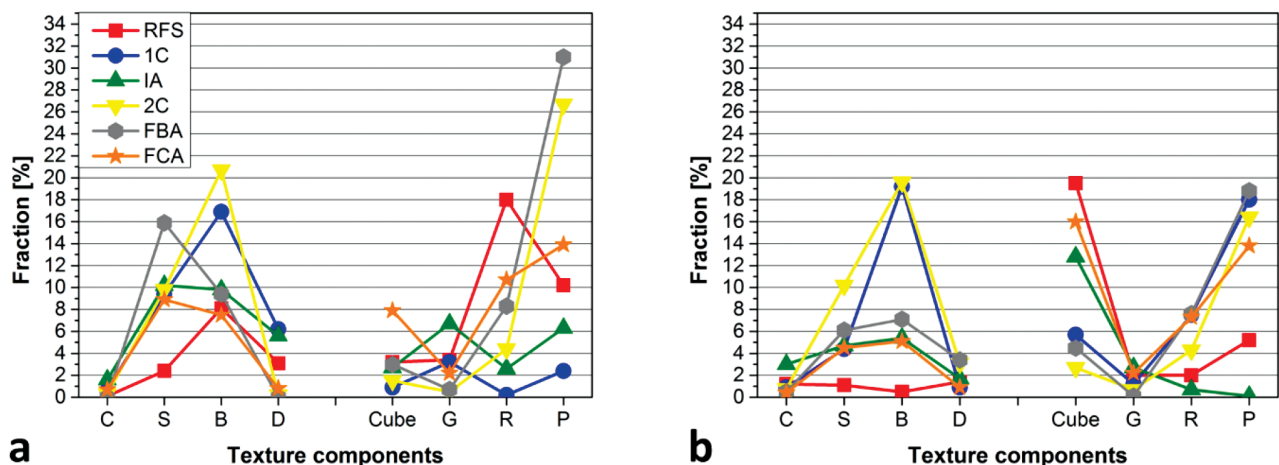 34
32
30
28
26
24
22
20
18
16
14
12
10
8
6
4
2
0
Fraction [%]
RFS
1C
IA
2C
FBA
FCA
C S B D Cube G R P
Texture components
a
34
32
30
28
26
24
22
20
18
16
14
12
10
8
6
4
2
0
Fraction [%]
C S B D Cube G R P
Texture components
b